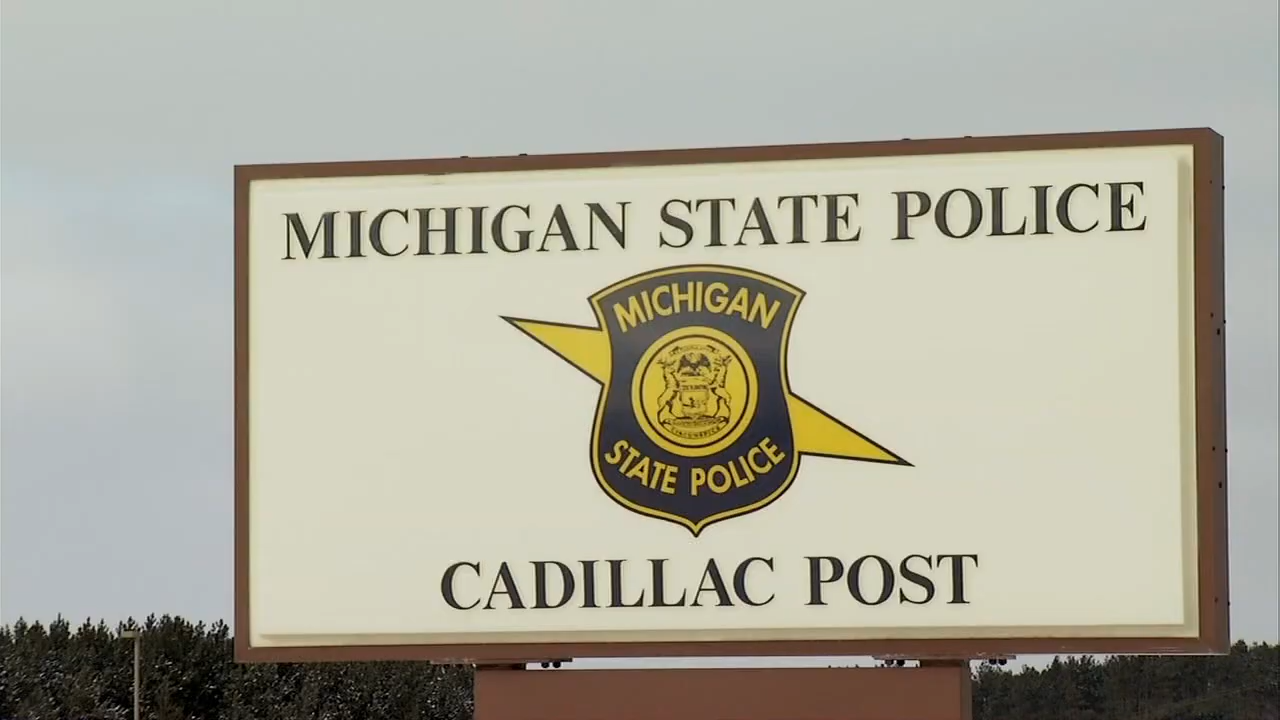 MICHIGAN STATE POLICE
MICHIGAN
STATE POLICE
CADILLAC POST